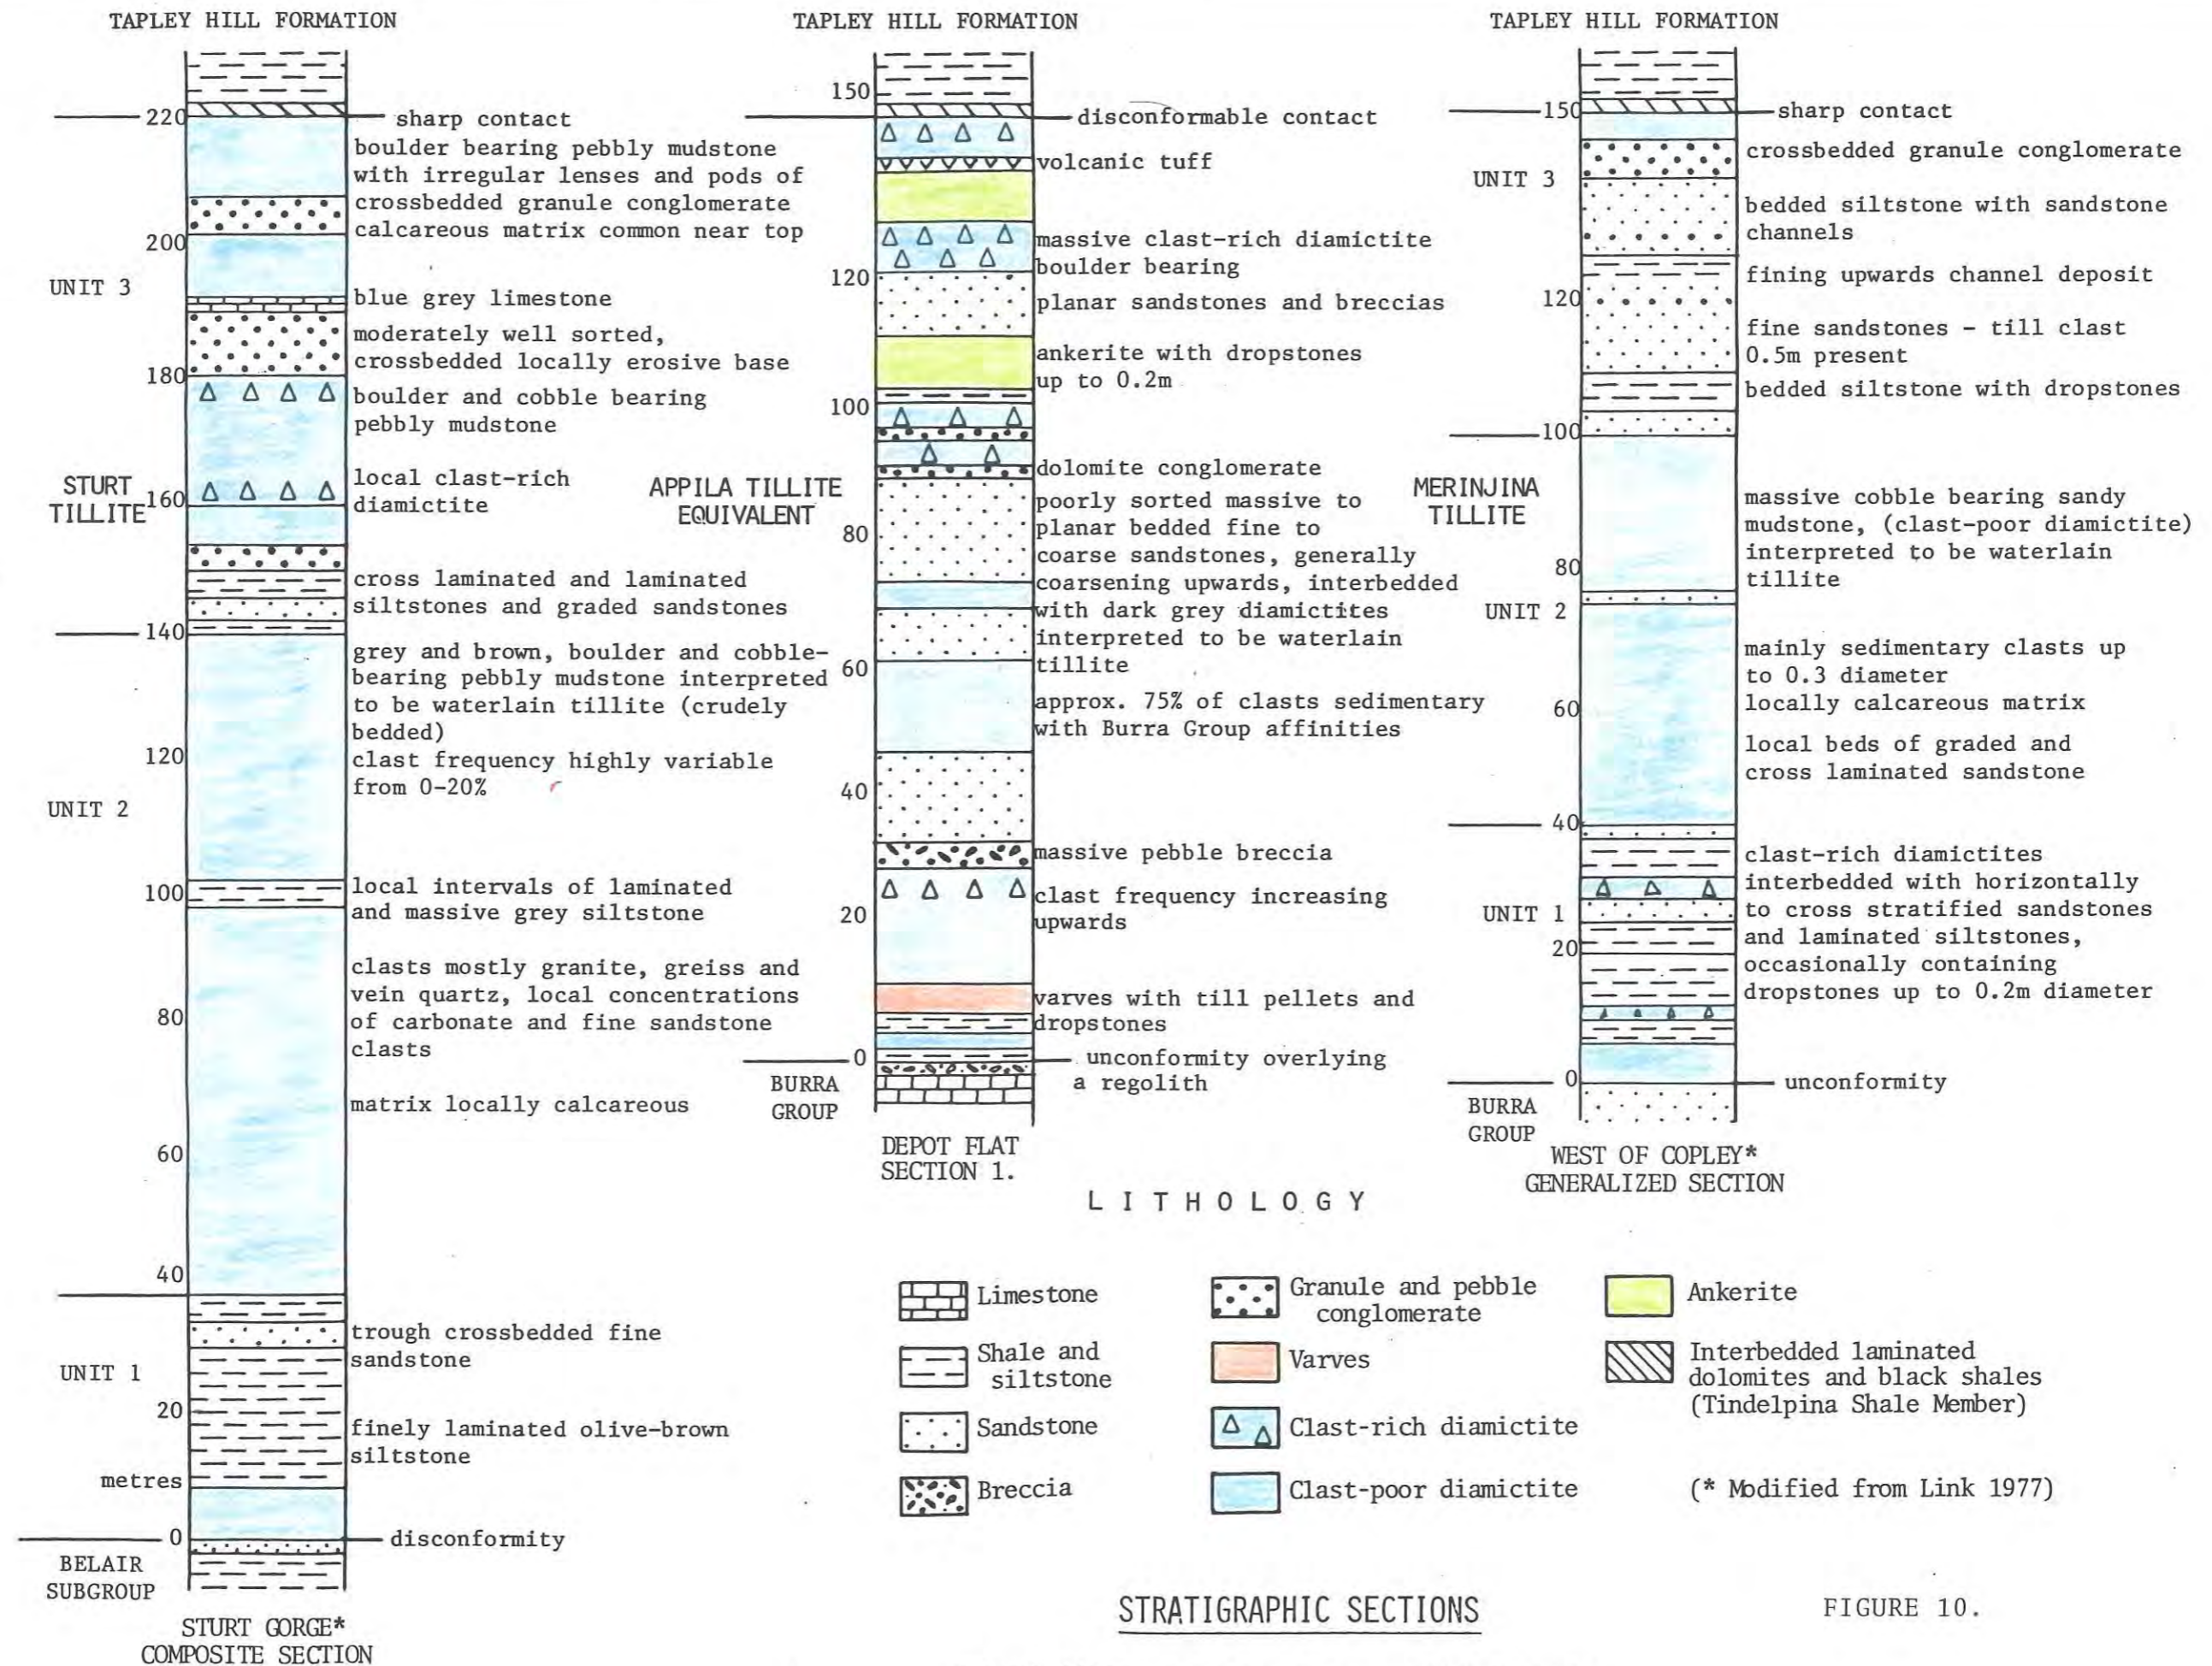 TAPLEY HILL FORMATION
220
sharp contact
boulder bearing pebbly mudstone
with irregular lenses and pods of
crossbedded granule conglomerate
calcareous matrix common near top
200
UNIT 3
blue grey limestone
moderately well sorted,
crossbedded locally erosive base
180
boulder and cobble bearing
pebbly mudstone
STURT
TILLITE
160
local clast-rich
diamictite
cross laminated and laminated
siltstones and graded sandstones
140
grey and brown, boulder and cobble-
bearing pebbly mudstone interpreted
to be waterlain tillite (crudely
bedded)
120
clast frequency highly variable
from 0-20%
UNIT 2
100
local intervals of laminated
and massive grey siltstone
clasts mostly granite, greiss and
vein quartz, local concentrations
of carbonate and fine sandstone
clasts
80
matrix locally calcareous
60
40
trough crossbedded fine
sandstone
UNIT 1
20
finely laminated olive-brown
siltstone
metres
0
disconformity
BELAIR
SUBGROUP
STURT GORGE*
COMPOSITE SECTION
TAPLEY HILL FORMATION
150
disconformable contact
volcanic tuff
massive clast-rich diamictite
boulder bearing
120
planar sandstones and breccias
ankerite with dropstones
up to 0.2m
100
dolomite conglomerate
APPILA TILLITE
EQUIVALENT
poorly sorted massive to
planar bedded fine to
coarse sandstones, generally
coarsening upwards, interbedded
with dark grey diamictites
interpreted to be waterlain
tillite
80
60
approx. 75% of clasts sedimentary
with Burra Group affinities
40
massive pebble breccia
clast frequency increasing
upwards
20
varves with till pellets and
dropstones
0
unconformity overlying
a regolith
BURRA
GROUP
DEPOT FLAT
SECTION 1.
TAPLEY HILL FORMATION
150
sharp contact
crossbedded granule conglomerate
UNIT 3
bedded siltstone with sandstone
channels
fining upwards channel deposit
120
fine sandstones - till clast
0.5m present
bedded siltstone with dropstones
100
MERINJINA
TILLITE
massive cobble bearing sandy
mudstone, (clast-poor diamictite)
interpreted to be waterlain
tillite
80
UNIT 2
mainly sedimentary clasts up
to 0.3 diameter
locally calcareous matrix
60
local beds of graded and
cross laminated sandstone
40
clast-rich diamictites
interbedded with horizontally
to cross stratified sandstones
and laminated siltstones,
occasionally containing
dropstones up to 0.2m diameter
UNIT 1
20
0
unconformity
BURRA
GROUP
WEST OF COPLEY*
GENERALIZED SECTION
LITHOLOGY
Limestone
Shale and
siltstone
Sandstone
Breccia
Granule and pebble
conglomerate
Varves
Clast-rich diamictite
Clast-poor diamictite
Ankerite
Interbedded laminated
dolomites and black shales
(Tindelpina Shale Member)
(* Modified from Link 1977)
STRATIGRAPHIC SECTIONS
FIGURE 10.